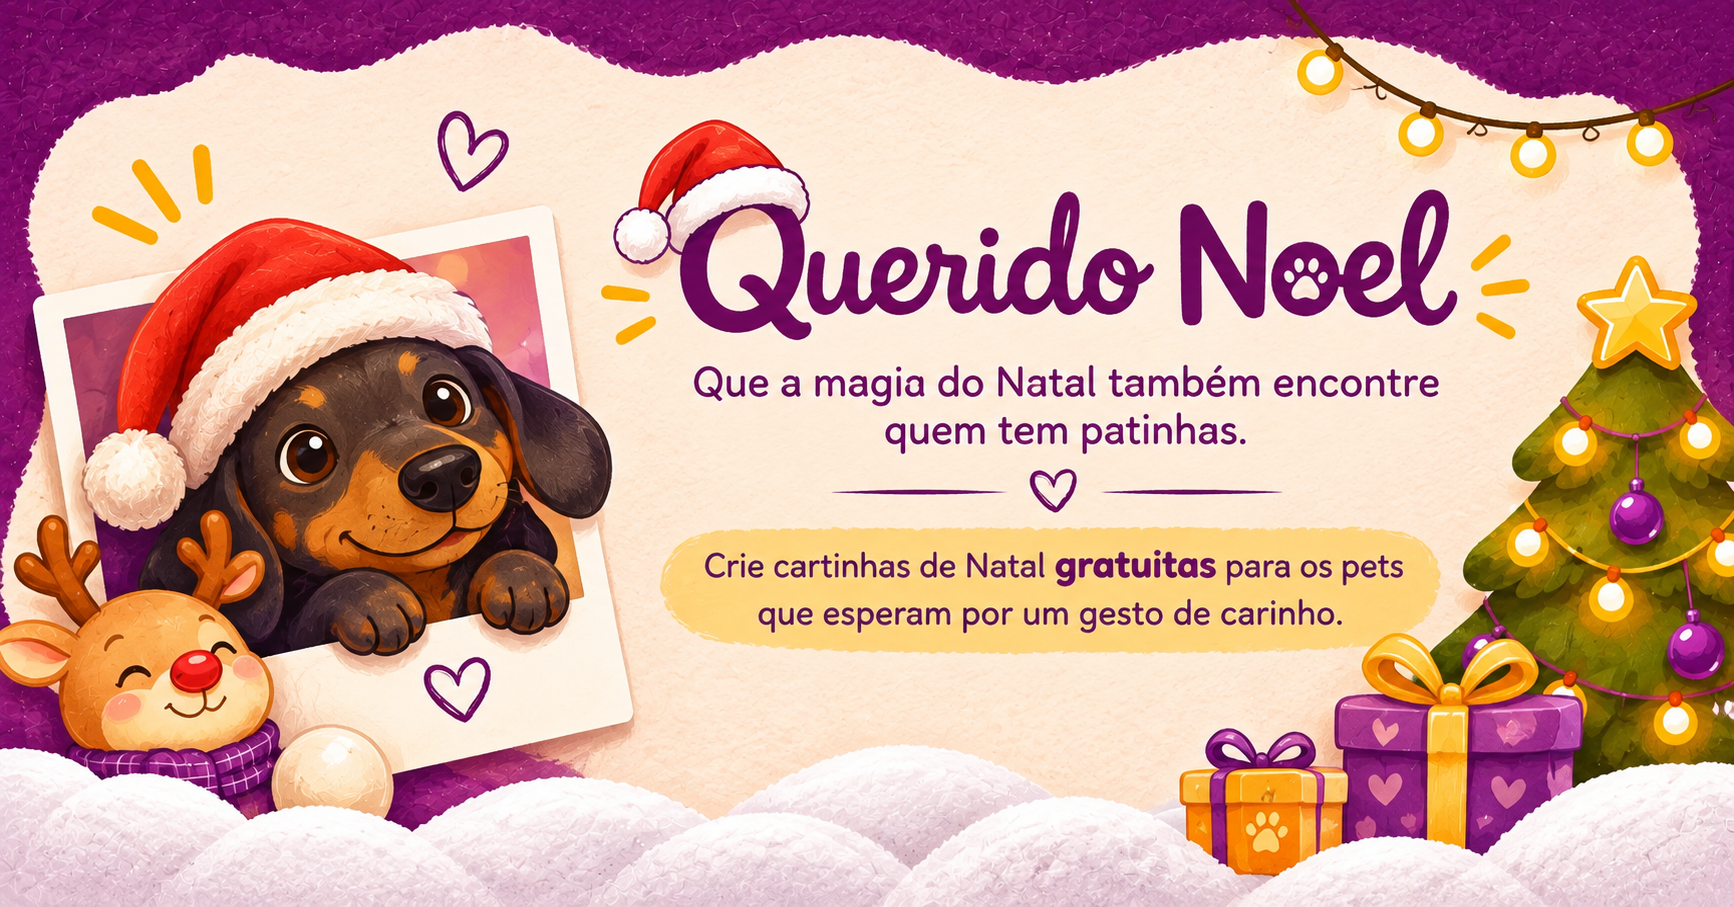 Querido Noel
Que a magia do Natal também encontre
quem tem patinhas.
Crie cartinhas de Natal gratuitas para os pets
que esperam por um gesto de carinho.